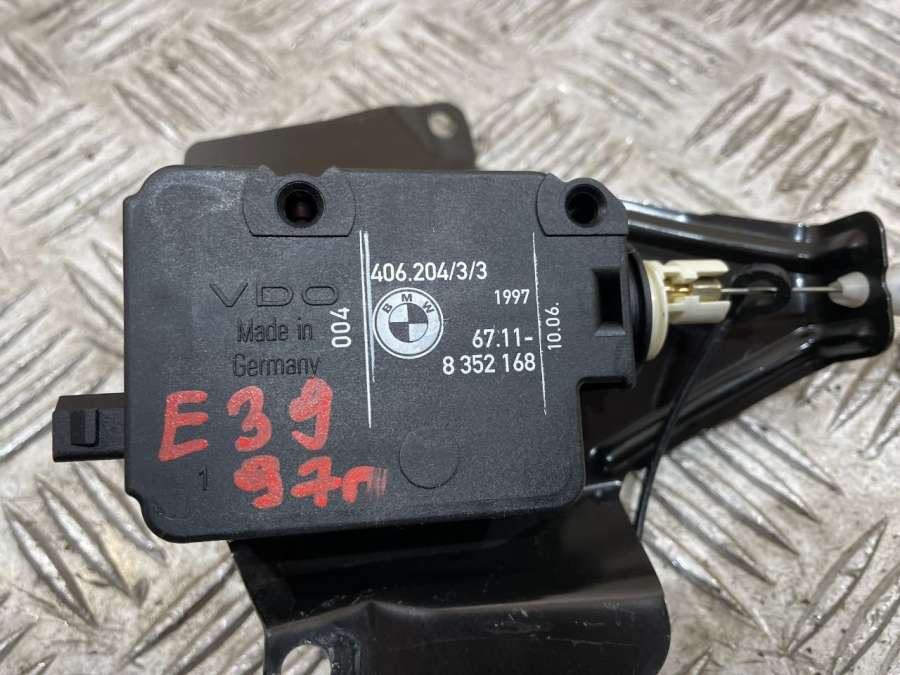 406.204/3/3
BMW
1997
67.11-
8 352 168
004
10.06.
VDO
Made in
Germany
E39
1
97г